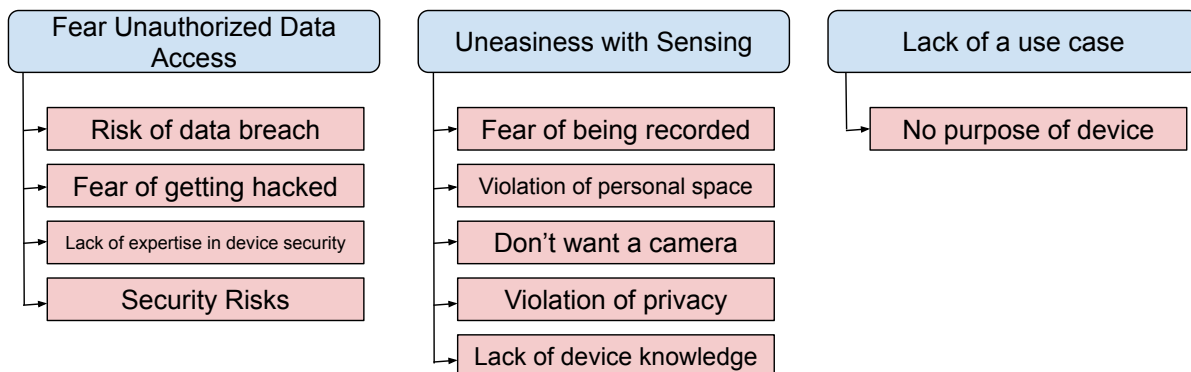 Fear Unauthorized Data
Access
Risk of data breach
Fear of getting hacked
Lack of expertise in device security
Security Risks
Uneasiness with Sensing
Fear of being recorded
Violation of personal space
Don’t want a camera
Violation of privacy
Lack of device knowledge
Lack of a use case
No purpose of device